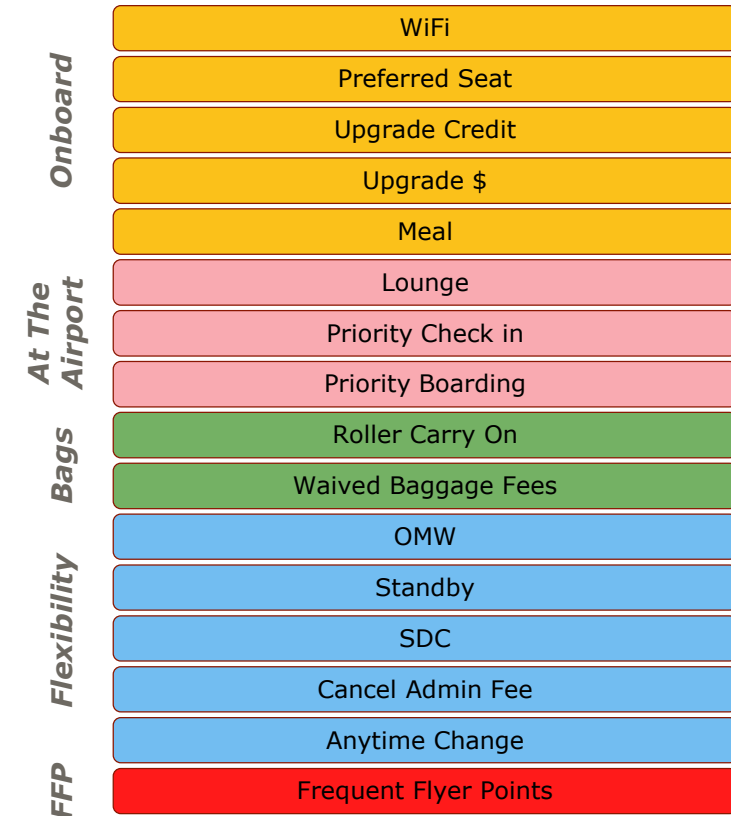 Onboard
WiFi
Preferred Seat
Upgrade Credit
Upgrade $
Meal
At The
Airport
Lounge
Priority Check in
Priority Boarding
Bags
Roller Carry On
Waived Baggage Fees
Flexibility
OMW
Standby
SDC
Cancel Admin Fee
Anytime Change
FFP
Frequent Flyer Points